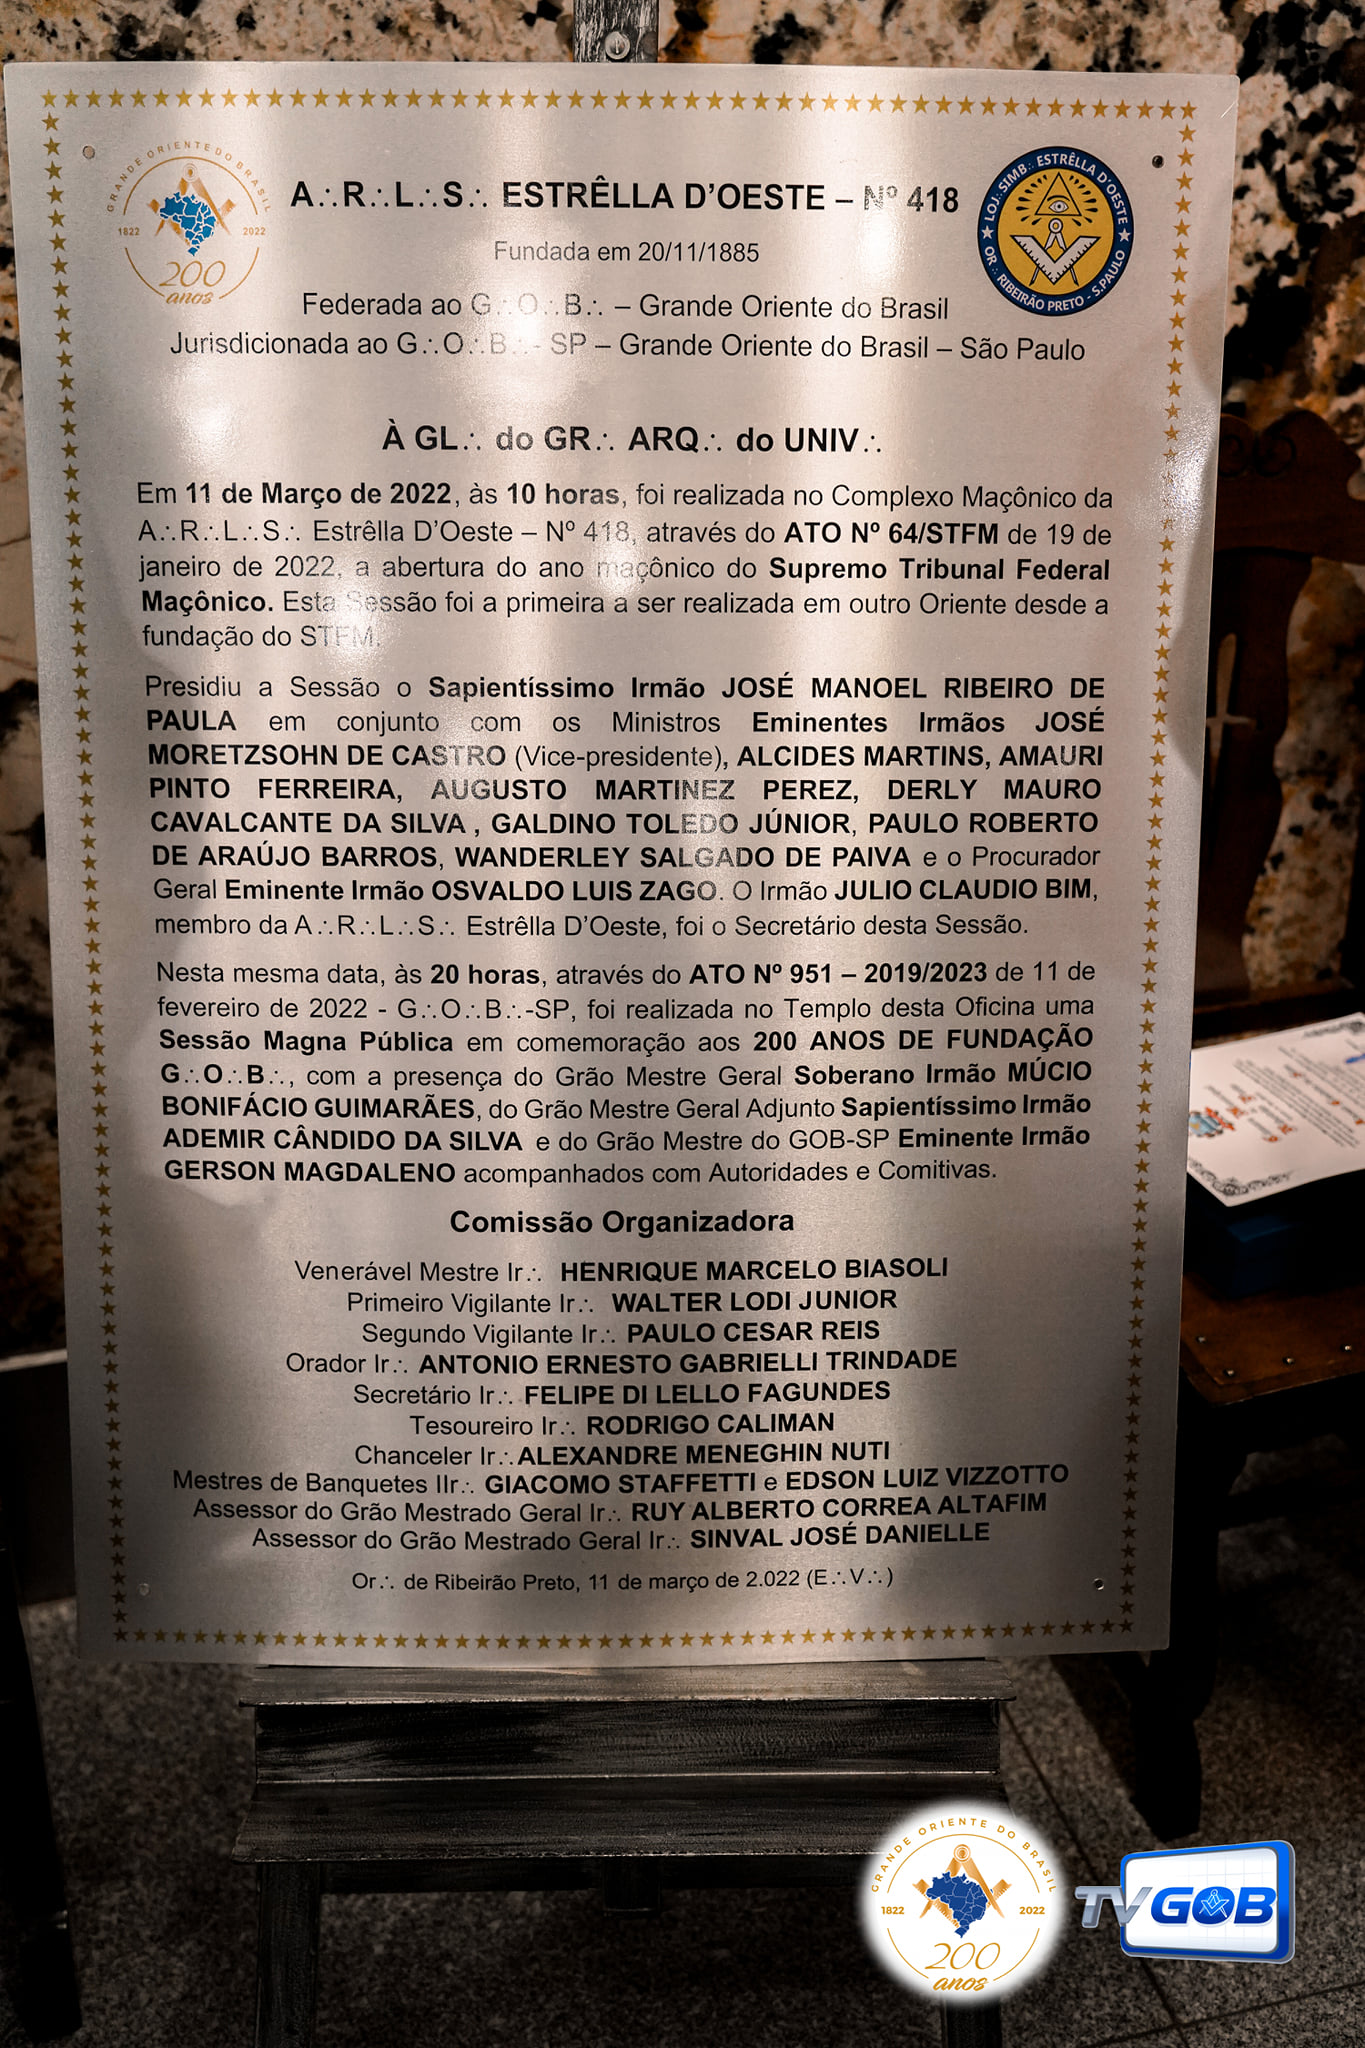 GRANDE ORIENTE DO BRASIL
1822 2022
200
anos
A∴R∴L∴S∴ ESTRÊLLA D'OESTE – Nº 418
LOJ∴ SIMB∴ ESTRÊLLA D'OESTE
OR∴ RIBEIRÃO PRETO - S.PAULO
Fundada em 20/11/1885
Federada ao G∴O∴B∴ – Grande Oriente do Brasil
Jurisdicionada ao G∴O∴B∴- SP – Grande Oriente do Brasil – São Paulo
À GL∴ do GR∴ ARQ∴ do UNIV∴
Em 11 de Março de 2022, às 10 horas, foi realizada no Complexo Maçônico da
A∴R∴L∴S∴ Estrêlla D'Oeste – Nº 418, através do ATO Nº 64/STFM de 19 de
janeiro de 2022, a abertura do ano maçônico do Supremo Tribunal Federal
Maçônico. Esta Sessão foi a primeira a ser realizada em outro Oriente desde a
fundação do STFM.
Presidiu a Sessão o Sapientíssimo Irmão JOSÉ MANOEL RIBEIRO DE
PAULA em conjunto com os Ministros Eminentes Irmãos JOSÉ
MORETZSOHN DE CASTRO (Vice-presidente), ALCIDES MARTINS, AMAURI
PINTO FERREIRA, AUGUSTO MARTINEZ PEREZ, DERLY MAURO
CAVALCANTE DA SILVA , GALDINO TOLEDO JÚNIOR, PAULO ROBERTO
DE ARAÚJO BARROS, WANDERLEY SALGADO DE PAIVA e o Procurador
Geral Eminente Irmão OSVALDO LUIS ZAGO. O Irmão JULIO CLAUDIO BIM,
membro da A∴R∴L∴S∴ Estrêlla D'Oeste, foi o Secretário desta Sessão.
Nesta mesma data, às 20 horas, através do ATO Nº 951 – 2019/2023 de 11 de
fevereiro de 2022 - G∴O∴B∴-SP, foi realizada no Templo desta Oficina uma
Sessão Magna Pública em comemoração aos 200 ANOS DE FUNDAÇÃO
G∴O∴B∴, com a presença do Grão Mestre Geral Soberano Irmão MÚCIO
BONIFÁCIO GUIMARÃES, do Grão Mestre Geral Adjunto Sapientíssimo Irmão
ADEMIR CÂNDIDO DA SILVA e do Grão Mestre do GOB-SP Eminente Irmão
GERSON MAGDALENO acompanhados com Autoridades e Comitivas.
Comissão Organizadora
Venerável Mestre Ir∴ HENRIQUE MARCELO BIASOLI
Primeiro Vigilante Ir∴ WALTER LODI JUNIOR
Segundo Vigilante Ir∴ PAULO CESAR REIS
Orador Ir∴ ANTONIO ERNESTO GABRIELLI TRINDADE
Secretário Ir∴ FELIPE DI LELLO FAGUNDES
Tesoureiro Ir∴ RODRIGO CALIMAN
Chanceler Ir∴ALEXANDRE MENEGHIN NUTI
Mestres de Banquetes IIr∴ GIACOMO STAFFETTI e EDSON LUIZ VIZZOTTO
Assessor do Grão Mestrado Geral Ir∴ RUY ALBERTO CORREA ALTAFIM
Assessor do Grão Mestrado Geral Ir∴ SINVAL JOSÉ DANIELLE
Or∴ de Ribeirão Preto, 11 de março de 2.022 (E∴V∴)
GRANDE ORIENTE DO BRASIL
1822 2022
200
anos
TV GOB